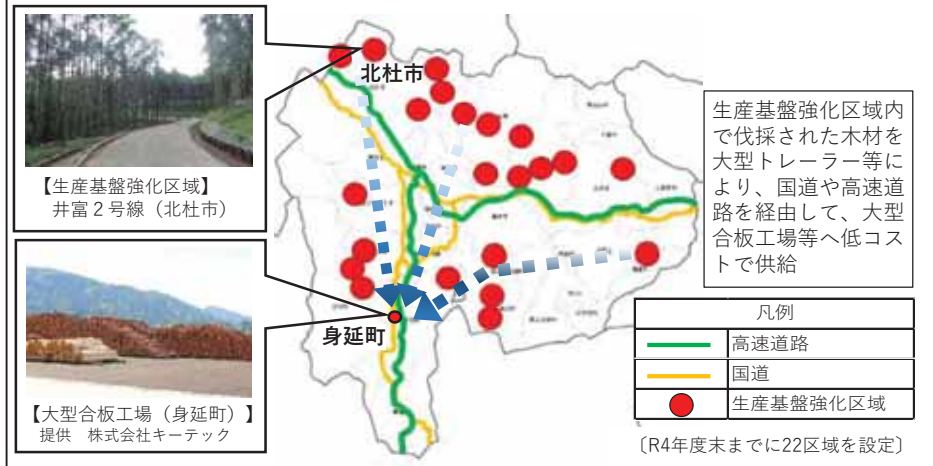 北杜市
【生産基盤強化区域】
井富２号線（北杜市）
生産基盤強化区域内
で伐採された木材を
大型トレーラー等に
より、国道や高速道
路を経由して、大型
合板工場等へ低コス
トで供給
身延町
【大型合板工場（身延町）】
提供　株式会社キーテック
凡例
高速道路
国道
生産基盤強化区域
〔R4年度末までに22区域を設定〕